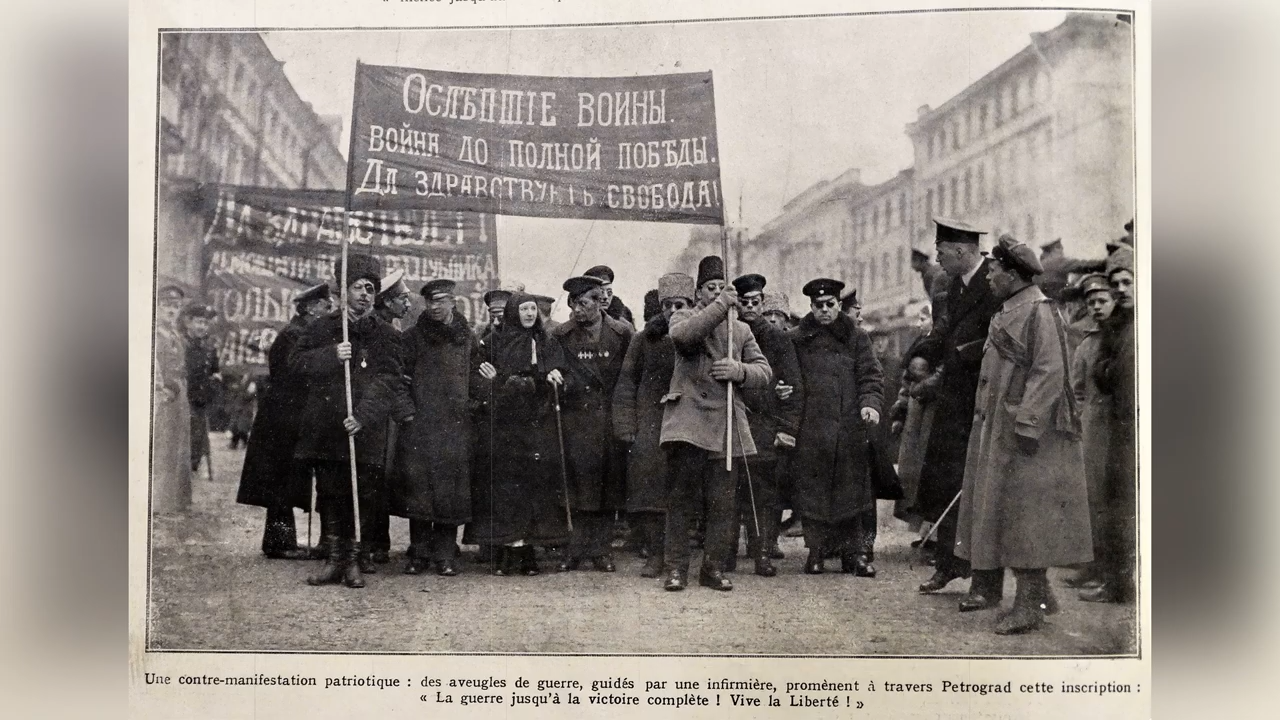 Ослѣпшіе воины.
война до полной побѣды.
Да здравствуетъ свобода!
Да
Une contre-manifestation patriotique : des aveugles de guerre, guidés par une infirmière, promènent à travers Petrograd cette inscription :
« La guerre jusqu'à la victoire complète ! Vive la Liberté ! »